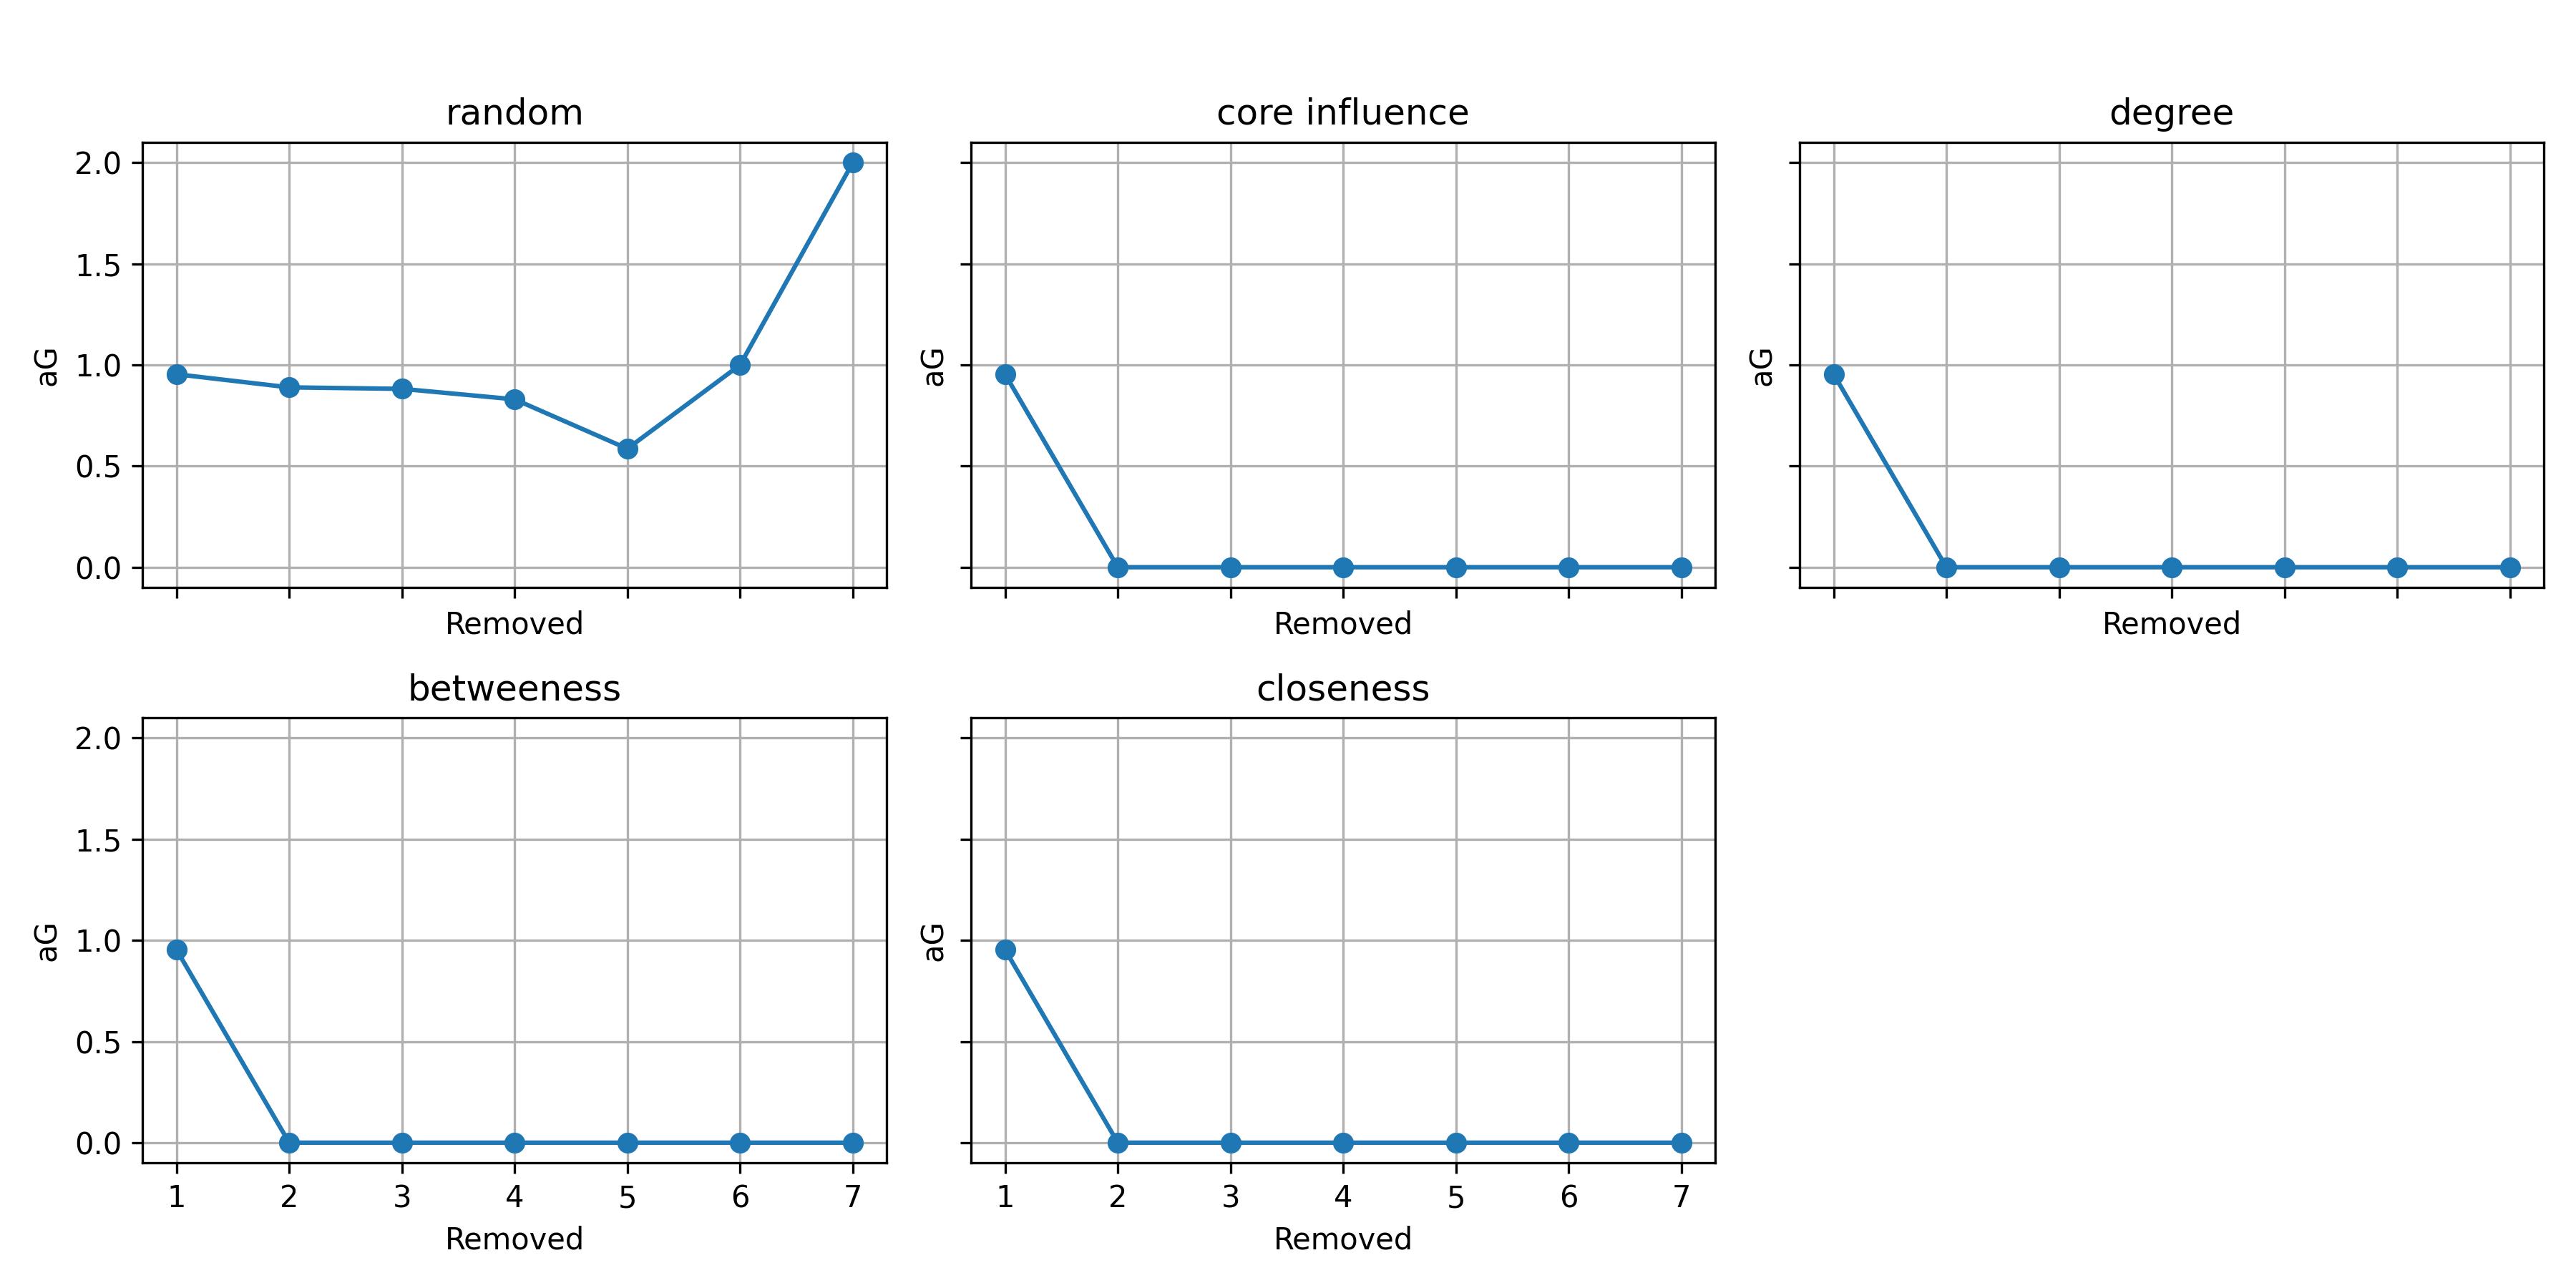 random
core influence
degree
2.0
1.5
1.0
0.5
0.0
aG
aG
aG
Removed
Removed
Removed
betweeness
closeness
2.0
1.5
1.0
0.5
0.0
aG
aG
1 2 3 4 5 6 7
1 2 3 4 5 6 7
Removed
Removed